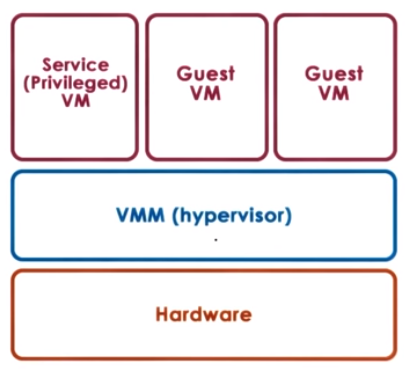 Service
(Privileged)
VM
Guest
VM
Guest
VM
VMM (hypervisor)
Hardware